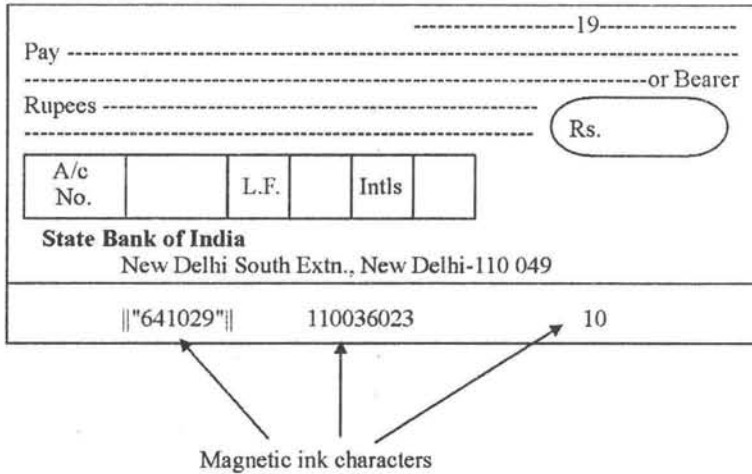 -------------------19----------------
Pay ---------------------------------------------------------------
---------------------------------------------------------------or Bearer
Rupees ------------------------------------------
---------------------------------------------------- Rs.
A/c No. L.F. Intls
State Bank of India
New Delhi South Extn., New Delhi-110 049
||"641029"|| 110036023 10
Magnetic ink characters